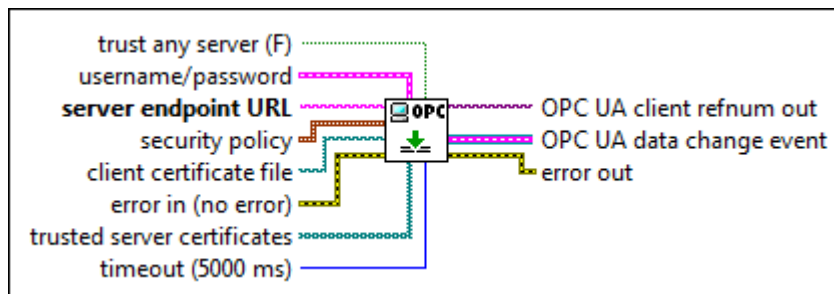 trust any server (F)
username/password
server endpoint URL
security policy
client certificate file
error in (no error)
trusted server certificates
timeout (5000 ms)
OPC
OPC UA client refnum out
OPC UA data change event
error out